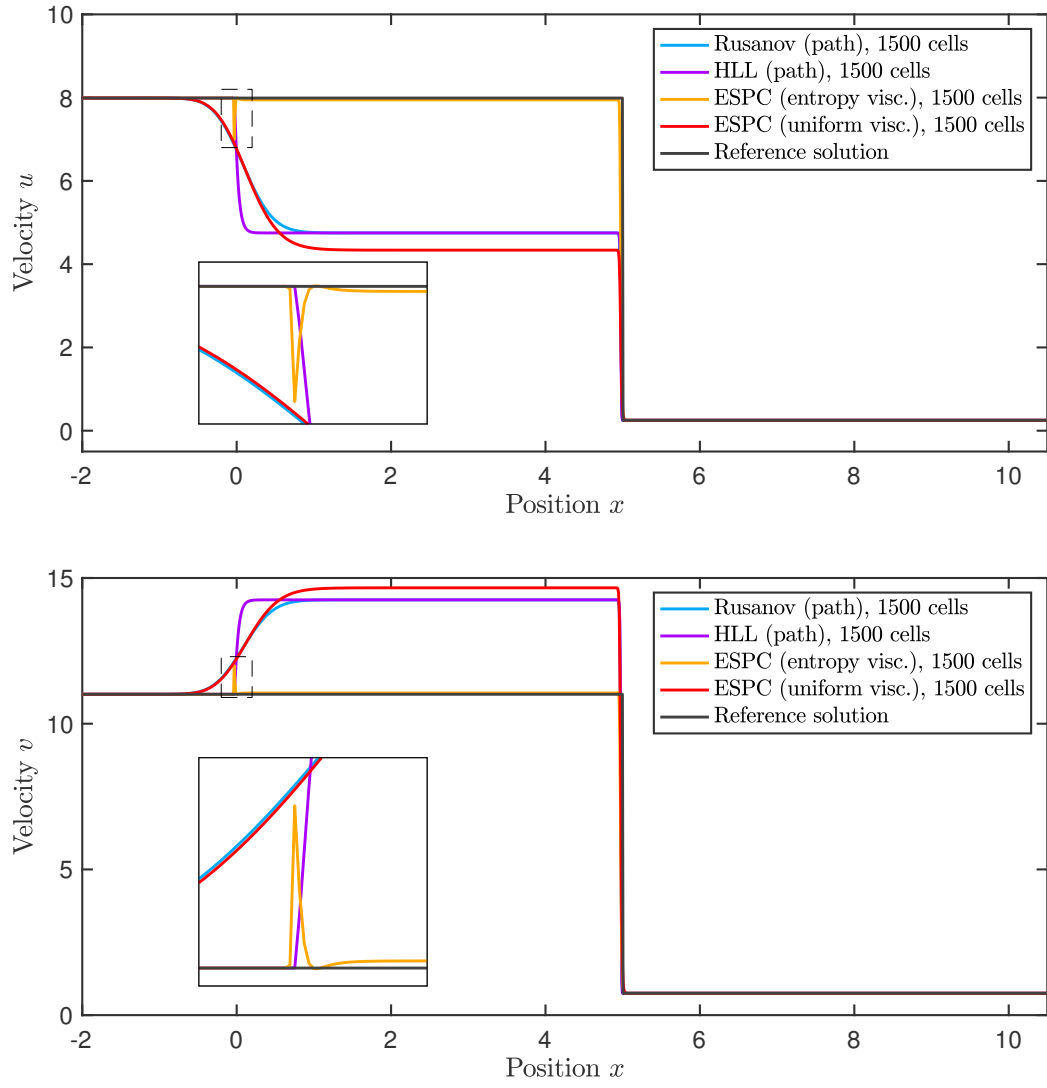 10
8
6
4
2
0
Velocity u
Rusanov (path), 1500 cells
HLL (path), 1500 cells
ESPC (entropy visc.), 1500 cells
ESPC (uniform visc.), 1500 cells
Reference solution
-2 0 2 4 6 8 10
Position x
15
10
5
0
Velocity v
Rusanov (path), 1500 cells
HLL (path), 1500 cells
ESPC (entropy visc.), 1500 cells
ESPC (uniform visc.), 1500 cells
Reference solution
-2 0 2 4 6 8 10
Position x